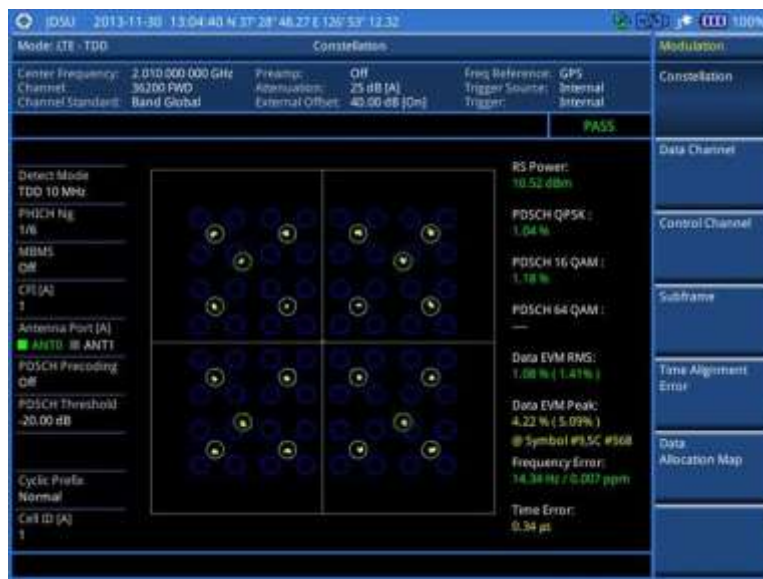 JDSU 2013-11-30 13:04:40 N 37° 28' 48.27 E 126° 53' 12.32 100%
Mode: LTE - TDD Constellation Modulation
Center Frequency: 2.010 000 000 GHz Preamp: Off Freq Reference: GPS
Channel: 36200 FWD Attenuation: 25 dB [A] Trigger Source: Internal
Channel Standard: Band Global External Offset: 40.00 dB [On] Trigger: Internal
PASS
Detect Mode
TDD 10 MHz
PHICH Ng
1/6
MBMS
Off
CFI [A]
1
Antenna Port [A]
ANT0 ANT1
PDSCH Precoding
Off
PDSCH Threshold
-20.00 dB
Cyclic Prefix
Normal
Cell ID [A]
1
RS Power:
10.52 dBm
PDSCH QPSK :
1.04 %
PDSCH 16 QAM :
1.18 %
PDSCH 64 QAM :
—
Data EVM RMS:
1.08 % ( 1.41% )
Data EVM Peak:
4.22 % ( 5.09% )
@ Symbol #9,SC #568
Frequency Error:
14.34 Hz / 0.007 ppm
Time Error:
0.34 µs
Constellation
Data Channel
Control Channel
Subframe
Time Alignment
Error
Data
Allocation Map